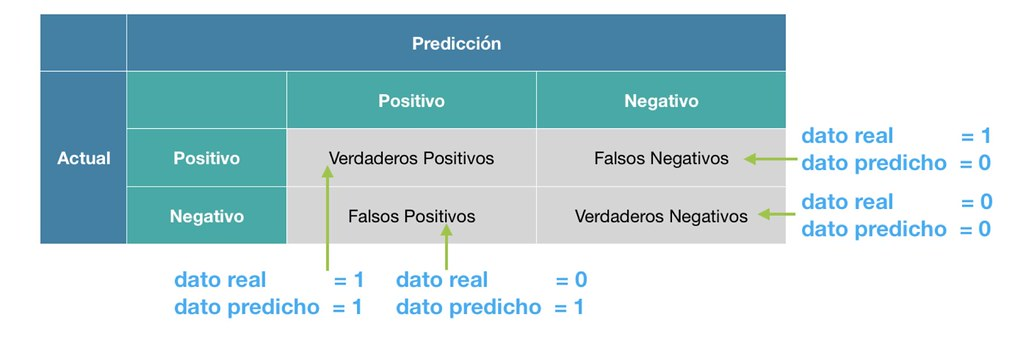 Predicción
Positivo Negativo
Actual Positivo Verdaderos Positivos Falsos Negativos
dato real = 1
dato predicho = 0
Negativo Falsos Positivos Verdaderos Negativos
dato real = 0
dato predicho = 0
dato real = 1 dato real = 0
dato predicho = 1 dato predicho = 1